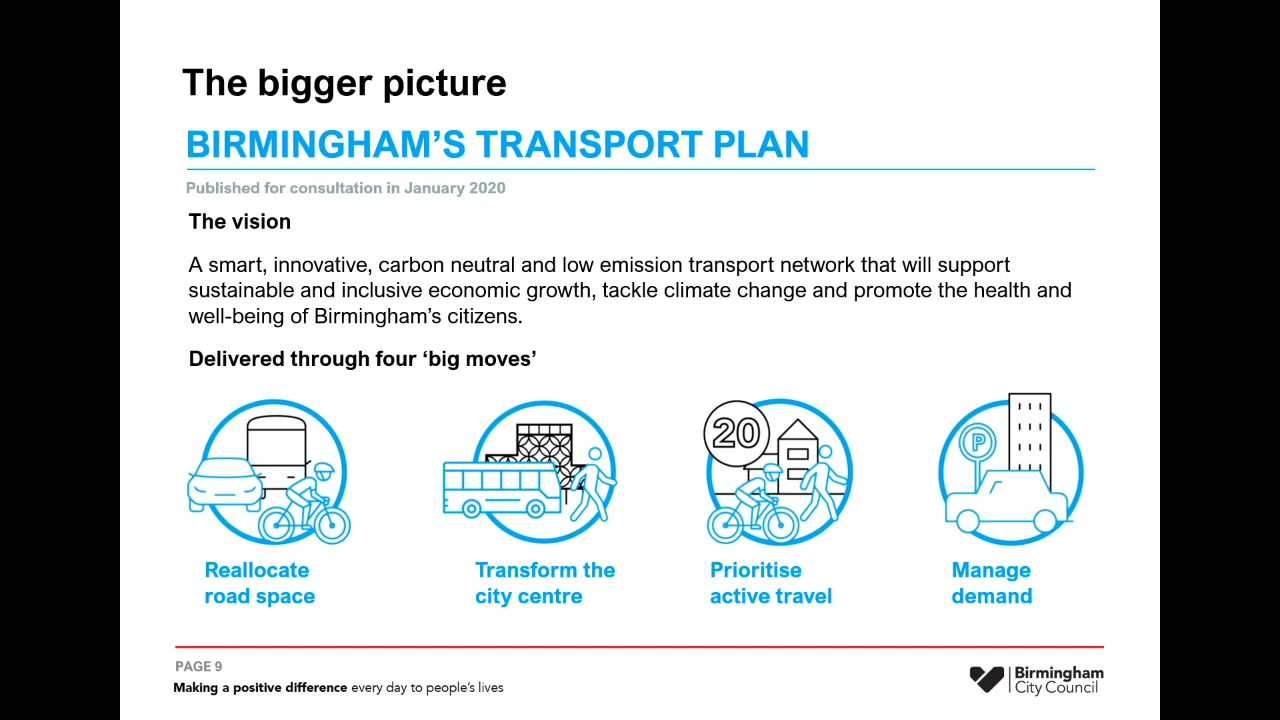 The bigger picture
BIRMINGHAM’S TRANSPORT PLAN
Published for consultation in January 2020
The vision
A smart, innovative, carbon neutral and low emission transport network that will support
sustainable and inclusive economic growth, tackle climate change and promote the health and
well-being of Birmingham’s citizens.
Delivered through four ‘big moves’
20
P
Reallocate
road space
Transform the
city centre
Prioritise
active travel
Manage
demand
PAGE 9
Making a positive difference every day to people’s lives
Birmingham
City Council